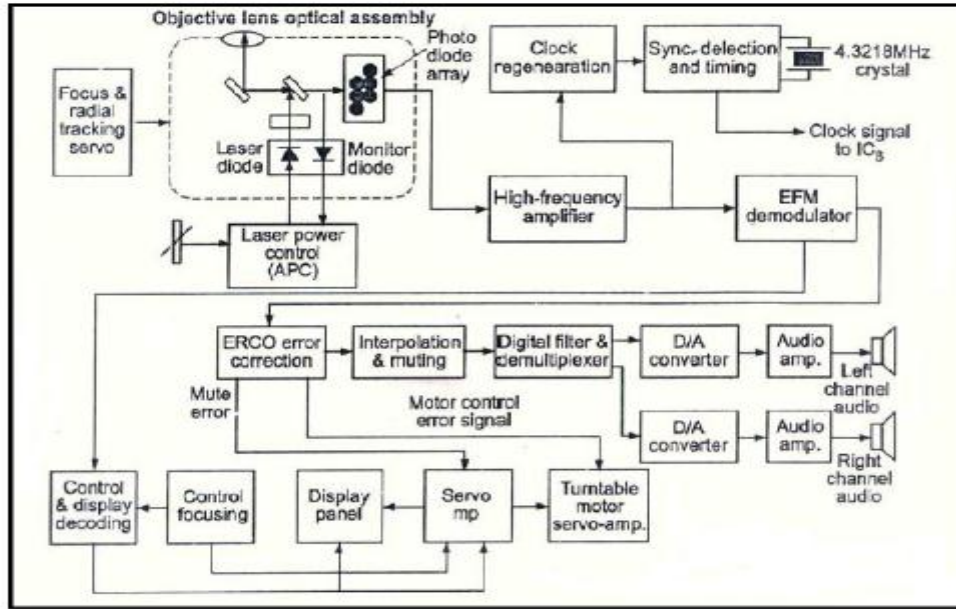 Objective lens optical assembly
Photo
diode
array
Focus &
radial
tracking
servo
Laser
diode
Monitor
diode
Laser power
control
(APC)
Clock
regenearation
Sync. delection
and timing
4.3218MHz
crystal
Clock signal
to IC₃
High-frequency
amplifier
EFM
demodulator
ERCO error
correction
Interpolation
& muting
Digital filter &
demultiplexer
D/A
converter
Audio
amp.
Left
channel
audio
Mute
error
Motor control
error signal
D/A
converter
Audio
amp.
Right
channel
audio
Control
& display
decoding
Control
focusing
Display
panel
Servo
mp
Turntable
motor
servo-amp.